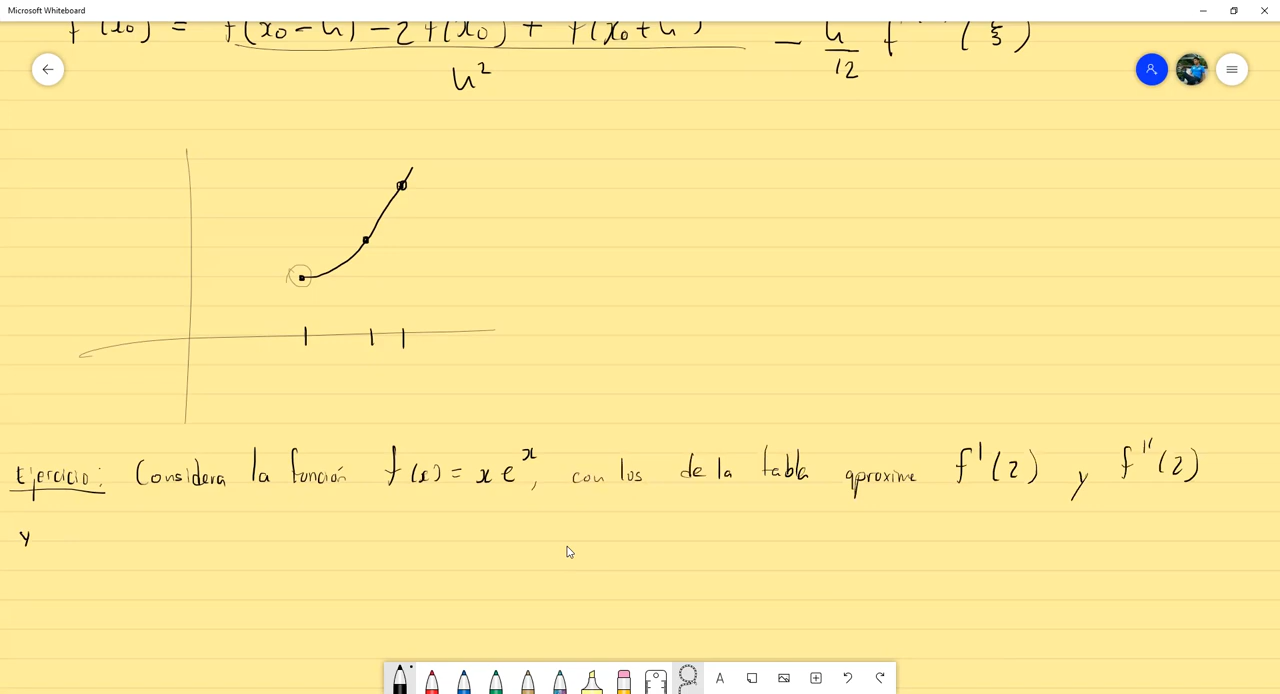 Microsoft Whiteboard
f''(x₀) = f(x₀-h) - 2f(x₀) + f(x₀+h) - h
h²
12
(ξ)
Ejercicio: Considera la función f(x) = x eˣ, con los de la tabla aproxime f'(2) y f''(2)
y
A